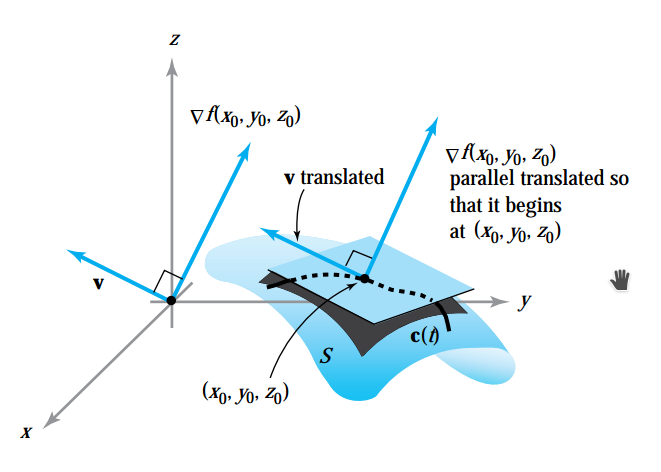 z
∇f(x₀, y₀, z₀)
v translated
∇f(x₀, y₀, z₀)
parallel translated so
that it begins
at (x₀, y₀, z₀)
v
y
c(t)
S
(x₀, y₀, z₀)
x